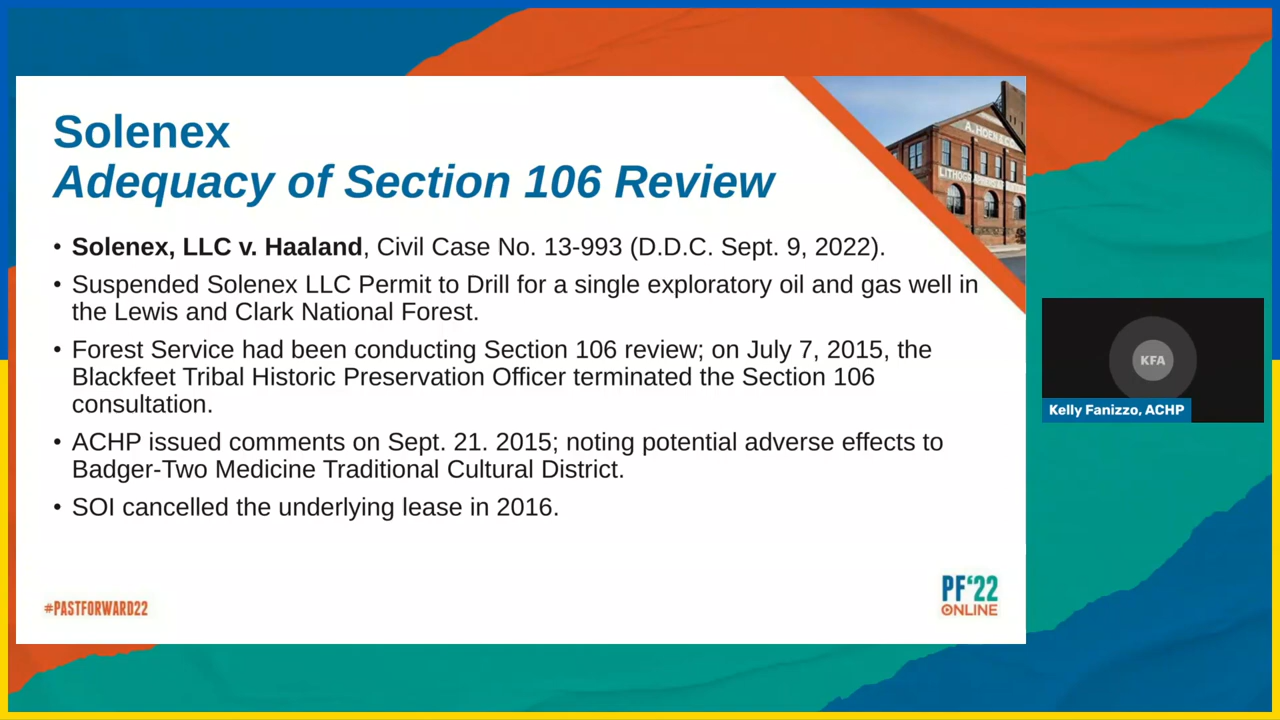 Solenex
Adequacy of Section 106 Review
• Solenex, LLC v. Haaland, Civil Case No. 13-993 (D.D.C. Sept. 9, 2022).
• Suspended Solenex LLC Permit to Drill for a single exploratory oil and gas well in
the Lewis and Clark National Forest.
• Forest Service had been conducting Section 106 review; on July 7, 2015, the
Blackfeet Tribal Historic Preservation Officer terminated the Section 106
consultation.
• ACHP issued comments on Sept. 21. 2015; noting potential adverse effects to
Badger-Two Medicine Traditional Cultural District.
• SOI cancelled the underlying lease in 2016.
#PASTFORWARD22
PF‘22
ONLINE
A. HOEN & CO.
KFA
Kelly Fanizzo, ACHP